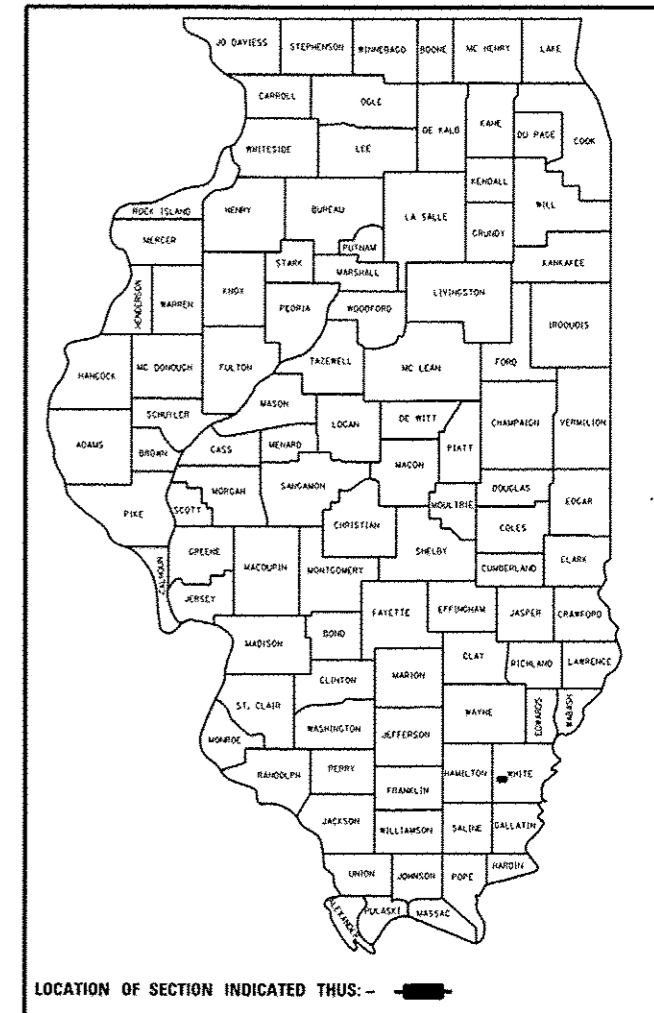 JO DAVIESS STEPHENSON WINNEBAGO BOONE MC HENRY LAKE
CARROLL OGLE DE KALB KANE DU PAGE COOK
WHITESIDE LEE
KENDALL WILL
ROCK ISLAND HENRY BUREAU LA SALLE GRUNDY
MERCER PUTNAM
STARK MARSHALL KANKAKEE
HENDERSON WARREN KNOX PEORIA WOODFORD LIVINGSTON IROQUOIS
HANCOCK MC DONOUGH FULTON TAZEWELL MC LEAN FORD
MASON
SCHUYLER LOGAN DE WITT CHAMPAIGN VERMILION
ADAMS BROWN CASS MENARD PIATT
MACON
MORGAN SANGAMON DOUGLAS EDGAR
PIKE SCOTT CHRISTIAN MOULTRIE COLES
GREENE SHELBY
CALHOUN MACOUPIN MONTGOMERY CUMBERLAND CLARK
JERSEY FAYETTE EFFINGHAM JASPER CRAWFORD
MADISON BOND
CLAY RICHLAND LAWRENCE
CLINTON MARION
ST. CLAIR WAYNE EDWARDS WABASH
WASHINGTON JEFFERSON
MONROE
RANDOLPH PERRY HAMILTON WHITE
FRANKLIN
JACKSON WILLIAMSON SALINE GALLATIN
UNION JOHNSON POPE HARDIN
ALEXANDER PULASKI MASSAC
LOCATION OF SECTION INDICATED THUS: -